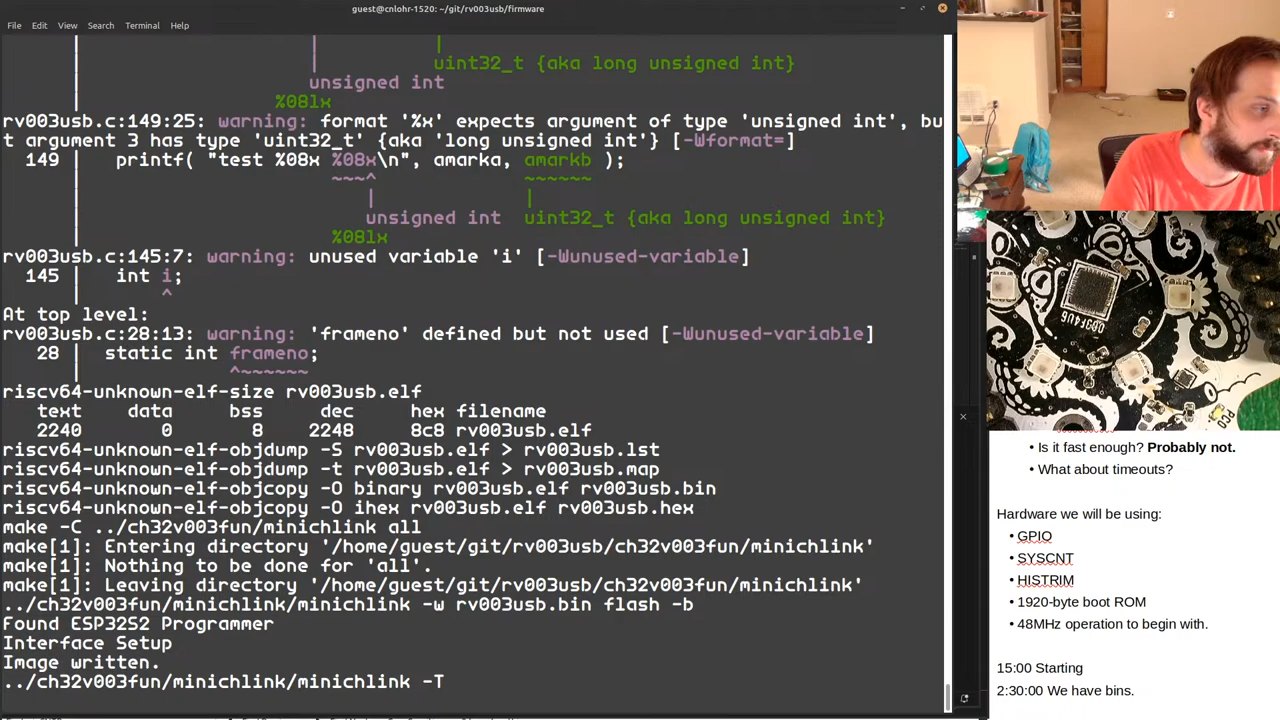 guest@cnlohr-1520: ~/git/rv003usb/firmware
File Edit View Search Terminal Help
| | |
| | uint32_t {aka long unsigned int}
| unsigned int
| %08lx
rv003usb.c:149:25: warning: format '%x' expects argument of type 'unsigned int', bu
t argument 3 has type 'uint32_t' {aka 'long unsigned int'} [-Wformat=]
149 | printf( "test %08x %08x\n", amarka, amarkb );
| ~~~^ ~~~~~~
| | |
| unsigned int uint32_t {aka long unsigned int}
| %08lx
rv003usb.c:145:7: warning: unused variable 'i' [-Wunused-variable]
145 | int i;
| ^
At top level:
rv003usb.c:28:13: warning: 'frameno' defined but not used [-Wunused-variable]
28 | static int frameno;
| ^~~~~~~
riscv64-unknown-elf-size rv003usb.elf
text data bss dec hex filename
2240 0 8 2248 8c8 rv003usb.elf
riscv64-unknown-elf-objdump -S rv003usb.elf > rv003usb.lst
riscv64-unknown-elf-objdump -t rv003usb.elf > rv003usb.map
riscv64-unknown-elf-objcopy -O binary rv003usb.elf rv003usb.bin
riscv64-unknown-elf-objcopy -O ihex rv003usb.elf rv003usb.hex
make -C ../ch32v003fun/minichlink all
make[1]: Entering directory '/home/guest/git/rv003usb/ch32v003fun/minichlink'
make[1]: Nothing to be done for 'all'.
make[1]: Leaving directory '/home/guest/git/rv003usb/ch32v003fun/minichlink'
../ch32v003fun/minichlink/minichlink -w rv003usb.bin flash -b
Found ESP32S2 Programmer
Interface Setup
Image written.
../ch32v003fun/minichlink/minichlink -T
• Is it fast enough? Probably not.
• What about timeouts?
Hardware we will be using:
• GPIO
• SYSCNT
• HISTRIM
• 1920-byte boot ROM
• 48MHz operation to begin with.
15:00 Starting
2:30:00 We have bins.